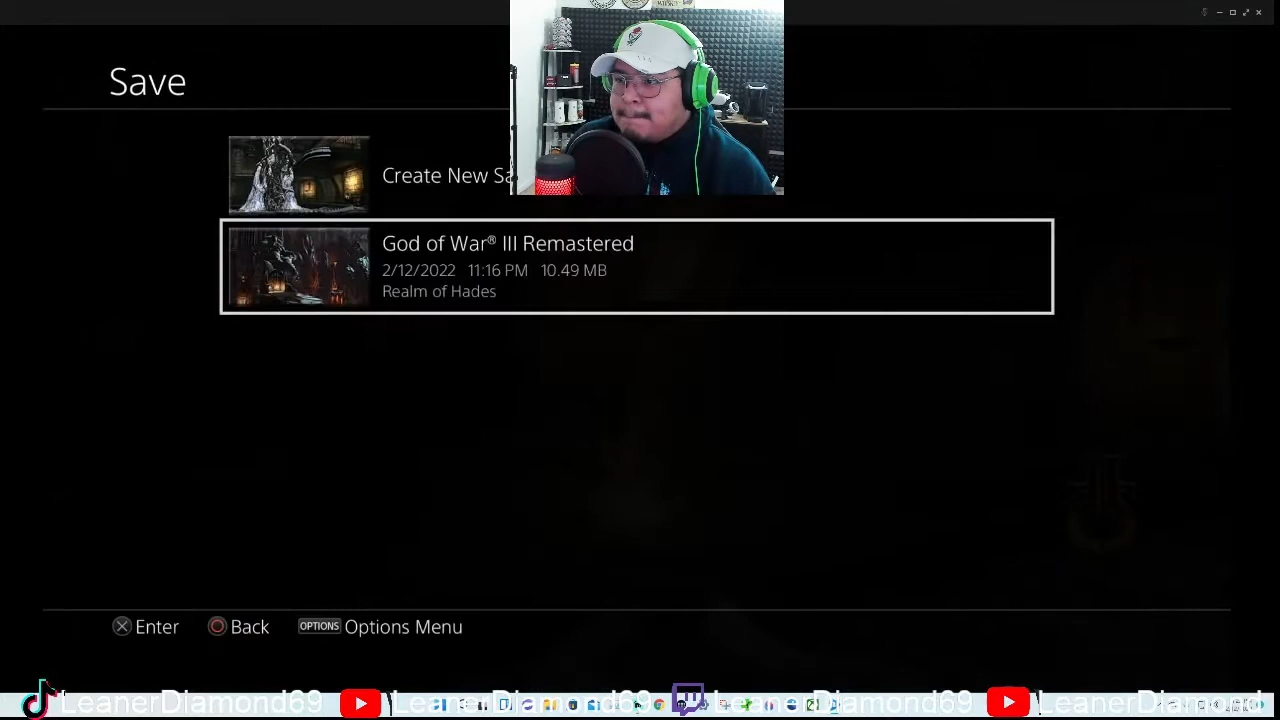 Save
Create New Sa
God of War® III Remastered
2/12/2022 11:16 PM 10.49 MB
Realm of Hades
Enter
Back
OPTIONS Options Menu
LeanerDiamond69 LeanerDiamond69 LeanerDiamond69 LeanerDiamond